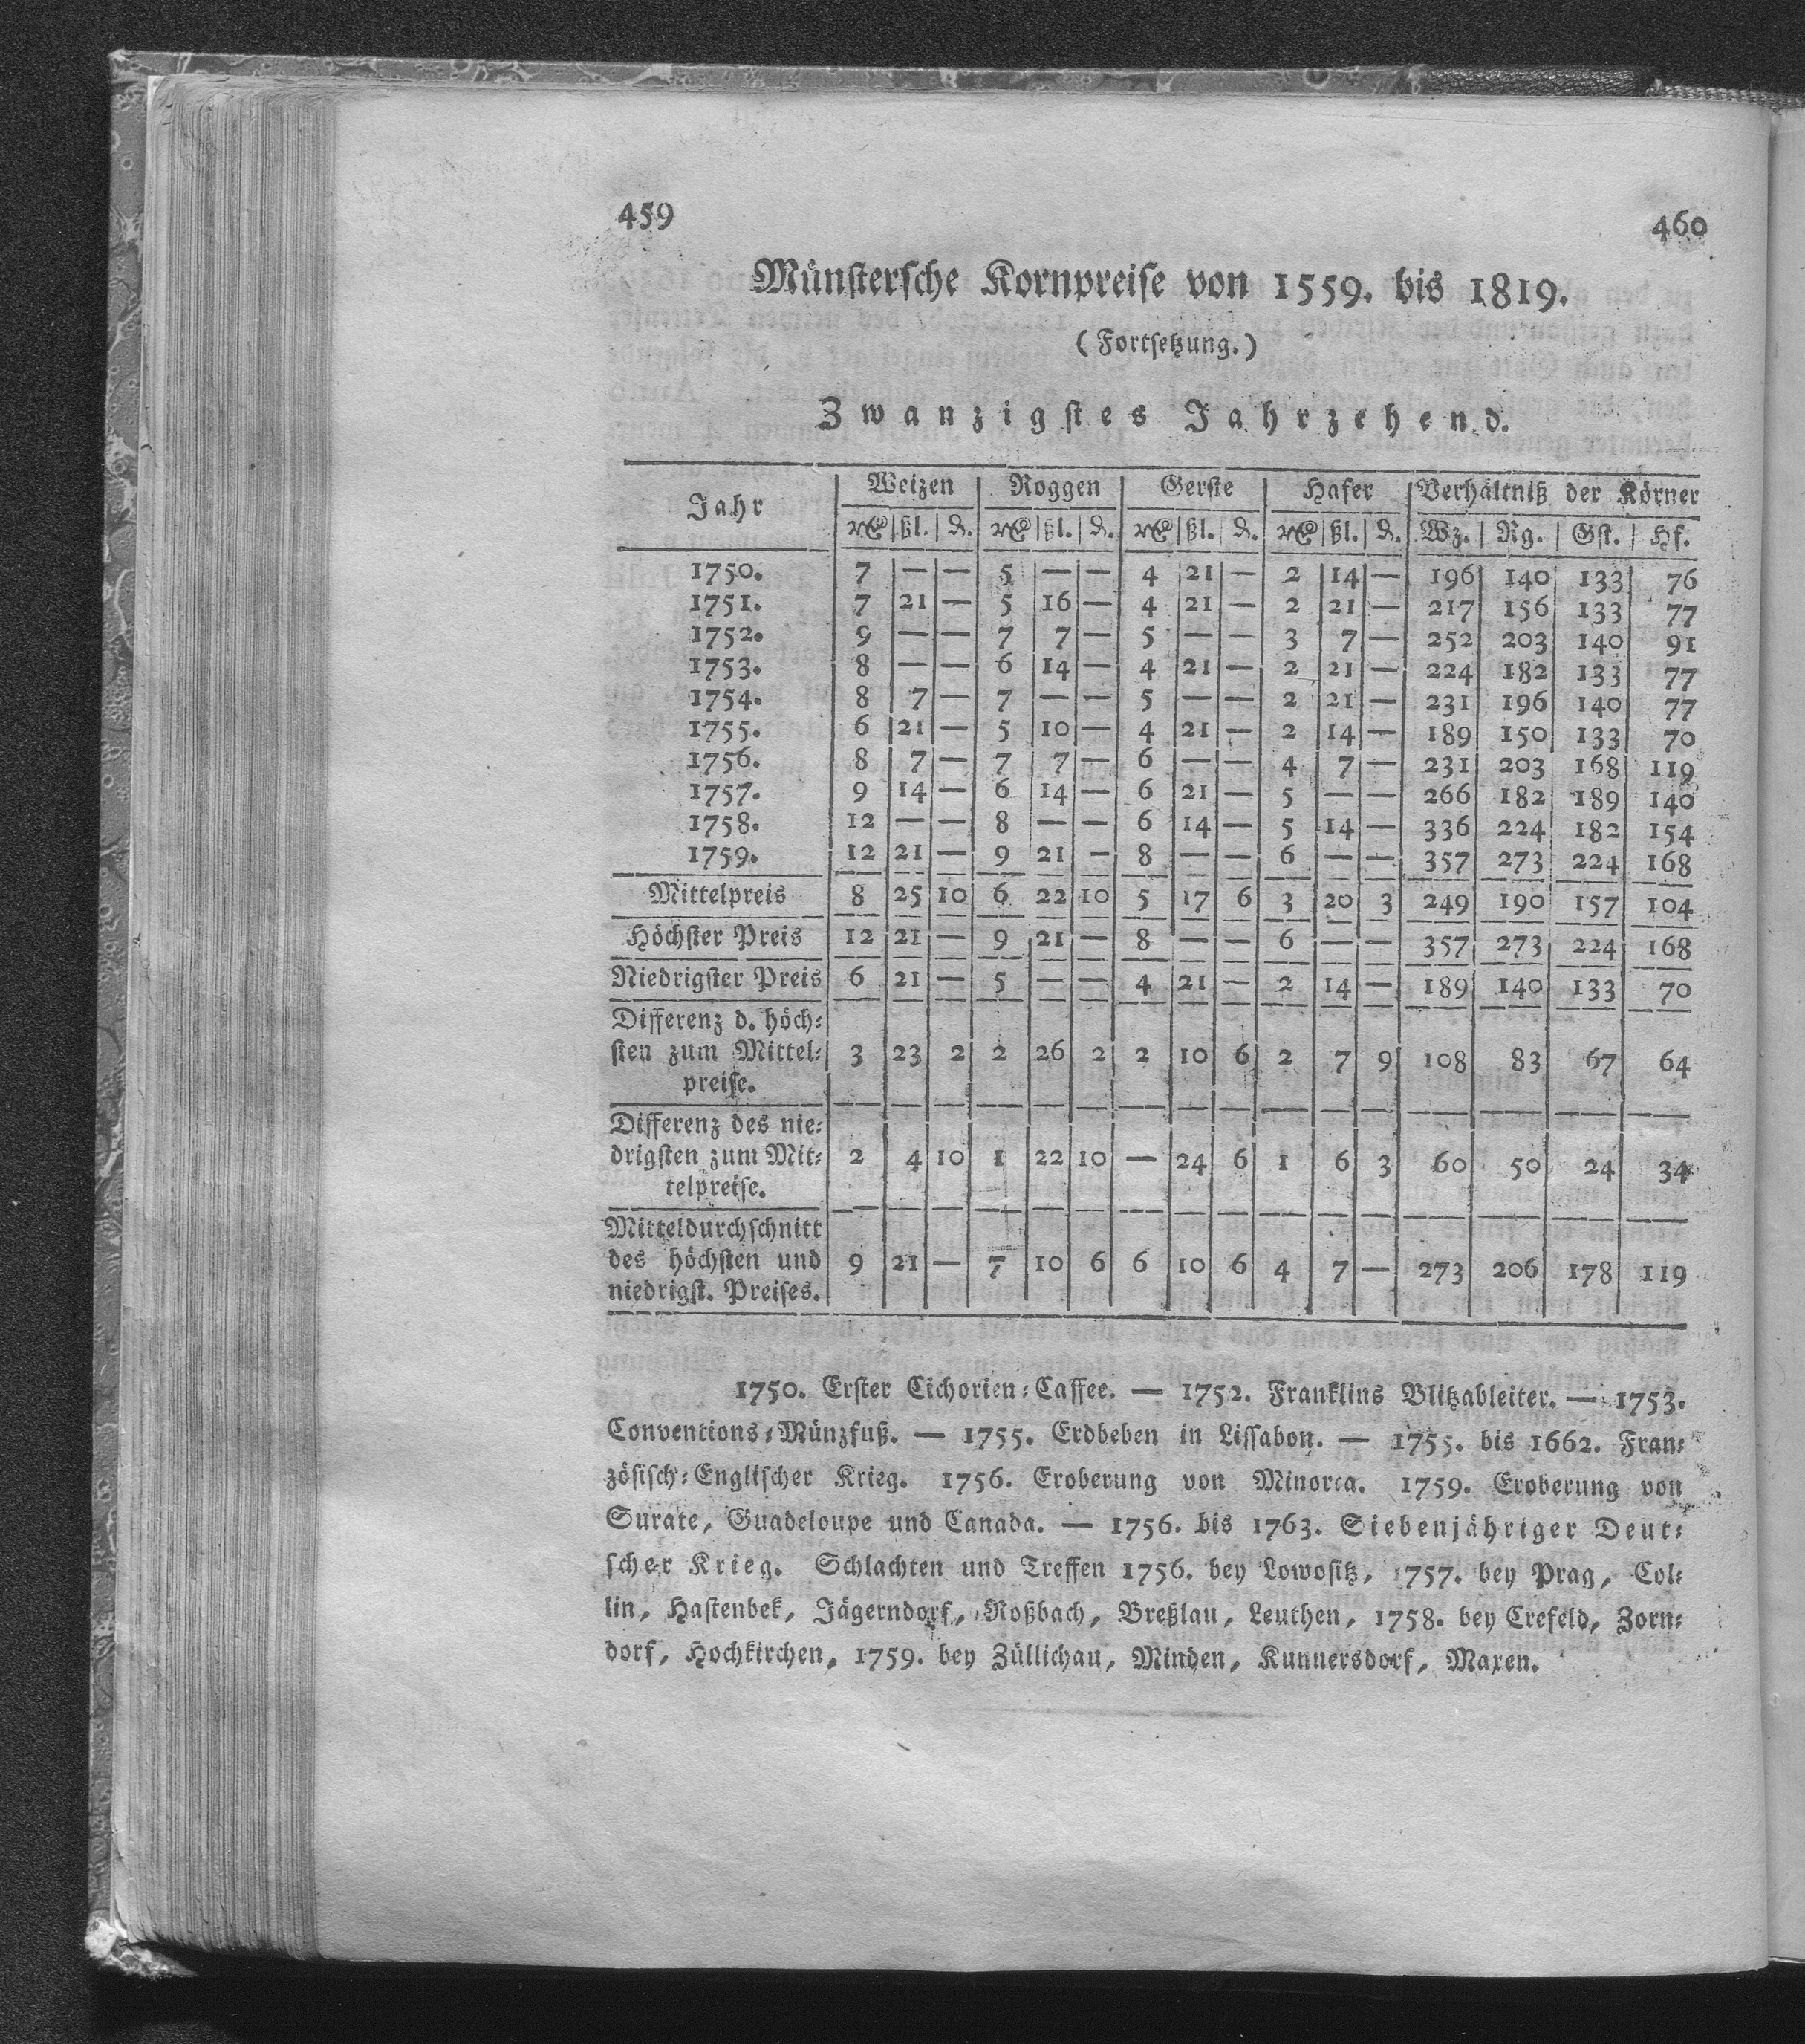 459
460
Münſterſche Kornpreiſe von 1559. bis 1819.
(Fortſetzung.)
Zwanzigſtes Jahrzehend.
Jahr | Weizen | Roggen | Gerſte | Hafer | Verhältniß der Körner
ßl. | ₰. | ßl. | ₰. | ßl. | ₰. | ßl. | ₰. | Wz. | Rg. | Gſt. | Hf.
1750. 7 — — 5 — — 4 21 — 2 14 — 196 140 133 76
1751. 7 21 — 5 16 — 4 21 — 2 21 — 217 156 133 77
1752. 9 — — 7 7 — 5 — — 3 7 — 252 203 140 91
1753. 8 — — 6 14 — 4 21 — 2 21 — 224 182 133 77
1754. 8 7 — 7 — — 5 — — 2 21 — 231 196 140 77
1755. 6 21 — 5 10 — 4 21 — 2 14 — 189 150 133 70
1756. 8 7 — 7 7 — 6 — — 4 7 — 231 203 168 119
1757. 9 14 — 6 14 — 6 21 — 5 — — 266 182 189 140
1758. 12 — — 8 — — 6 14 — 5 14 — 336 224 182 154
1759. 12 21 — 9 21 — 8 — — 6 — — 357 273 224 168
Mittelpreis 8 25 10 6 22 10 5 17 6 3 20 3 249 190 157 104
Höchſter Preis 12 21 — 9 21 — 8 — — 6 — — 357 273 224 168
Niedrigſter Preis 6 21 — 5 — — 4 21 — 2 14 — 189 140 133 70
Differenz d. höch⸗
ſten zum Mittel⸗ 3 23 2 2 26 2 2 10 6 2 7 9 108 83 67 64
preiſe.
Differenz des nie⸗
drigſten zum Mit⸗ 2 4 10 1 22 10 — 24 6 1 6 3 60 50 24 34
telpreiſe.
Mitteldurchſchnitt
des höchſten und 9 21 — 7 10 6 6 10 6 4 7 — 273 206 178 119
niedrigſt. Preiſes.
1750. Erſter Cichorien⸗Caffee. — 1752. Franklins Blitzableiter. — 1753.
Conventions⸗Münzfuß. — 1755. Erdbeben in Liſſabon. — 1755. bis 1662. Fran⸗
zöſiſch⸗Engliſcher Krieg. 1756. Eroberung von Minorca. 1759. Eroberung von
Surate, Guadeloupe und Canada. — 1756. bis 1763. Siebenjähriger Deut⸗
ſcher Krieg. Schlachten und Treffen 1756. bey Lowoſitz, 1757. bey Prag, Col⸗
lin, Haſtenbek, Jägerndorf, Roßbach, Breßlau, Leuthen, 1758. bey Crefeld, Zorn⸗
dorf, Hochkirchen, 1759. bey Züllichau, Minden, Kunnersdorf, Maxen.